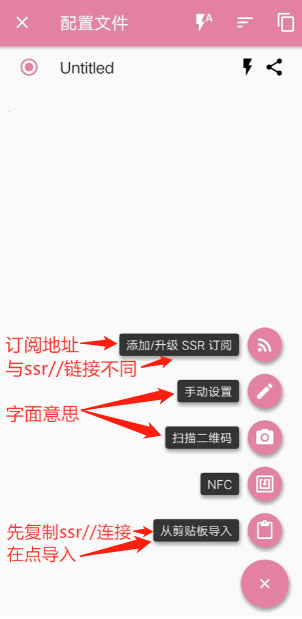 配置文件
Untitled
订阅地址
与ssr//链接不同
添加/升级 SSR 订阅
手动设置
字面意思
扫描二维码
NFC
先复制ssr//连接
在点导入
从剪贴板导入